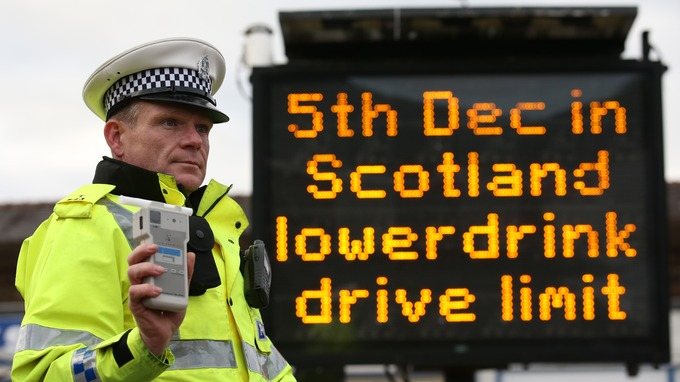 5th Dec - in
Scotland
lowerdrink
drive limit